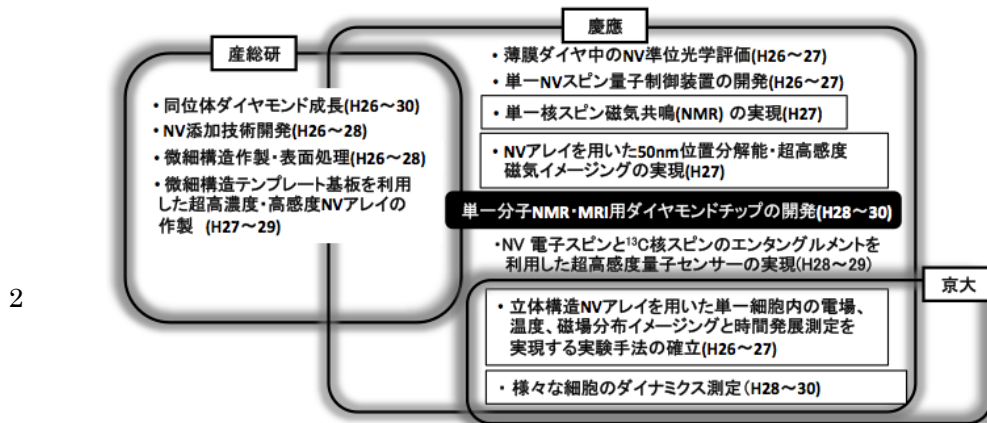 慶應
産総研
・薄膜ダイヤ中のNV準位光学評価(H26～27)
・単一NVスピン量子制御装置の開発(H26～27)
・単一核スピン磁気共鳴(NMR) の実現(H27)
・NVアレイを用いた50nm位置分解能・超高感度
磁気イメージングの実現(H27)
・同位体ダイヤモンド成長(H26～30)
・NV添加技術開発(H26～28)
・微細構造作製・表面処理(H26～28)
・微細構造テンプレート基板を利用
した超高濃度・高感度NVアレイの
作製 (H27～29)
単一分子NMR・MRI用ダイヤモンドチップの開発(H28～30)
・NV 電子スピンと¹³C核スピンのエンタングルメントを
利用した超高感度量子センサーの実現(H28～29)
京大
・立体構造NVアレイを用いた単一細胞内の電場、
温度、磁場分布イメージングと時間発展測定を
実現する実験手法の確立(H26～27)
・様々な細胞のダイナミクス測定(H28～30)
2